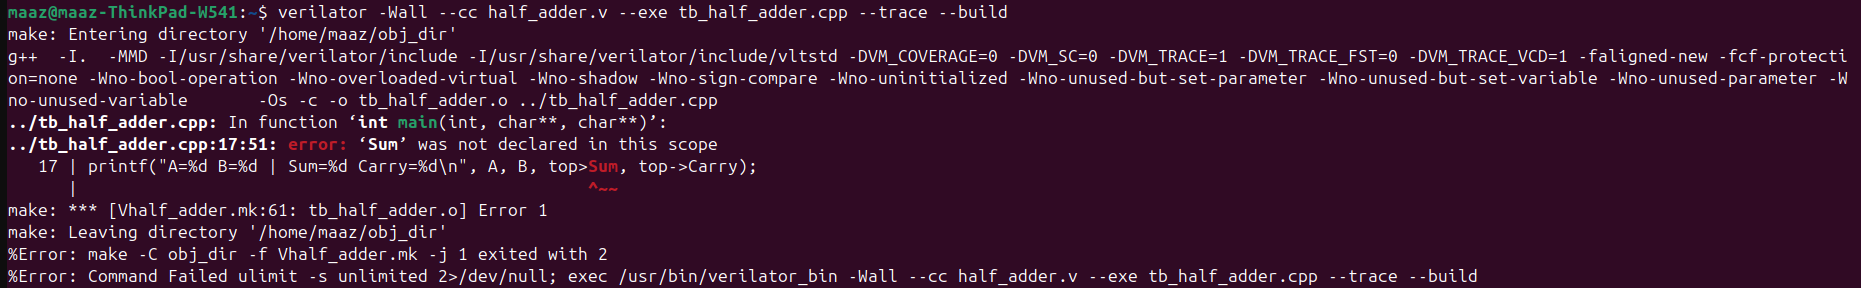 maaz@maaz-ThinkPad-W541:~$ verilator -Wall --cc half_adder.v --exe tb_half_adder.cpp --trace --build
make: Entering directory '/home/maaz/obj_dir'
g++  -I.  -MMD -I/usr/share/verilator/include -I/usr/share/verilator/include/vltstd -DVM_COVERAGE=0 -DVM_SC=0 -DVM_TRACE=1 -DVM_TRACE_FST=0 -DVM_TRACE_VCD=1 -faligned-new -fcf-protecti
on=none -Wno-bool-operation -Wno-overloaded-virtual -Wno-shadow -Wno-sign-compare -Wno-uninitialized -Wno-unused-but-set-parameter -Wno-unused-but-set-variable -Wno-unused-parameter -W
no-unused-variable       -Os -c -o tb_half_adder.o ../tb_half_adder.cpp
../tb_half_adder.cpp: In function ‘int main(int, char**, char**)’:
../tb_half_adder.cpp:17:51: error: ‘Sum’ was not declared in this scope
   17 | printf("A=%d B=%d | Sum=%d Carry=%d\n", A, B, top>Sum, top->Carry);
      |                                                   ^~~
make: *** [Vhalf_adder.mk:61: tb_half_adder.o] Error 1
make: Leaving directory '/home/maaz/obj_dir'
%Error: make -C obj_dir -f Vhalf_adder.mk -j 1 exited with 2
%Error: Command Failed ulimit -s unlimited 2>/dev/null; exec /usr/bin/verilator_bin -Wall --cc half_adder.v --exe tb_half_adder.cpp --trace --build